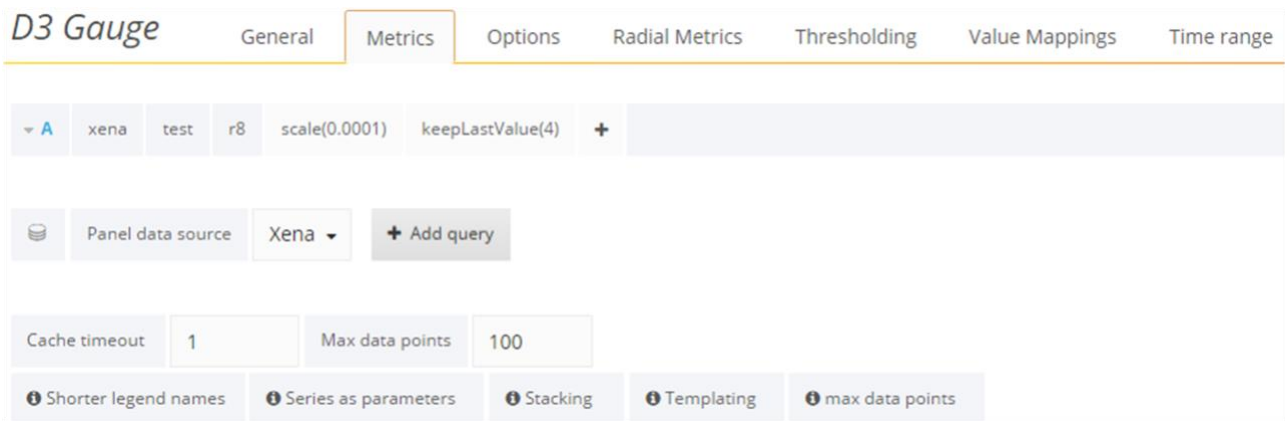 D3 Gauge General Metrics Options Radial Metrics Thresholding Value Mappings Time range
A xena test r8 scale(0.0001) keepLastValue(4) +
Panel data source Xena + Add query
Cache timeout 1 Max data points 100
Shorter legend names Series as parameters Stacking Templating max data points